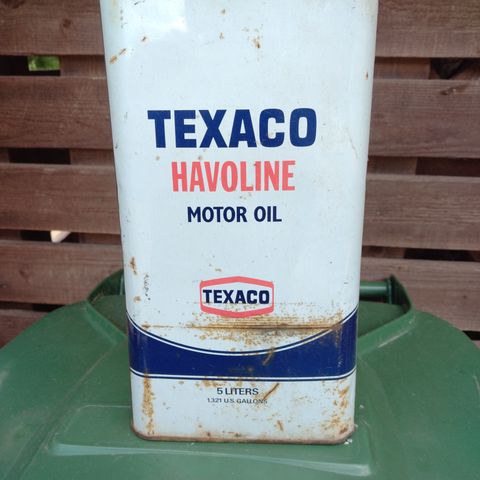 TEXACO
HAVOLINE
MOTOR OIL
TEXACO
5 LITERS
1.321 U.S. GALLONS